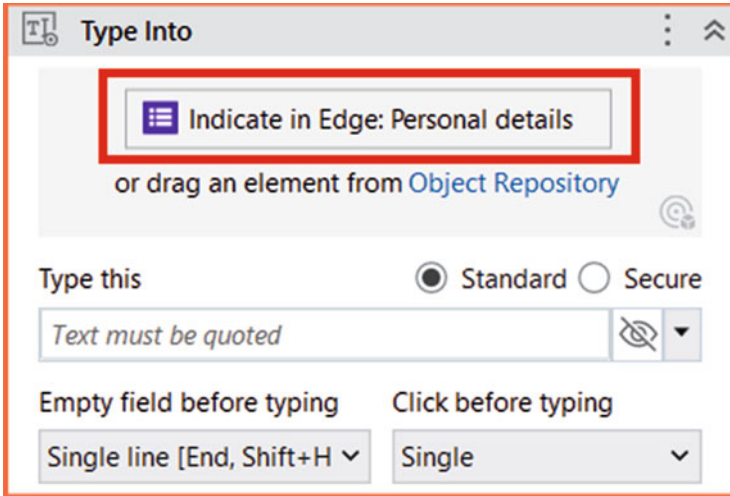 Type Into
Indicate in Edge: Personal details
or drag an element from Object Repository
Type this Standard Secure
Text must be quoted
Empty field before typing Click before typing
Single line [End, Shift+H Single